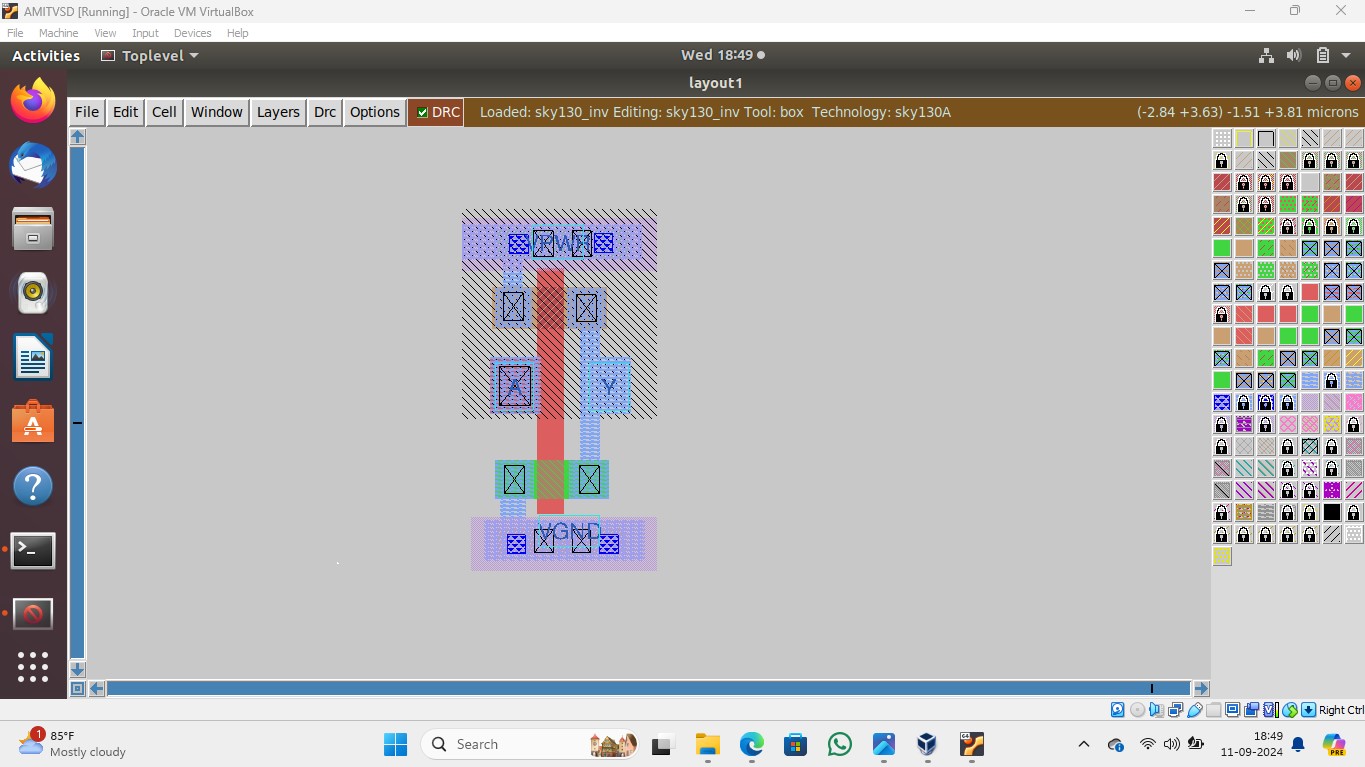 AMITVSD [Running] - Oracle VM VirtualBox
File Machine View Input Devices Help
Activities Toplevel Wed 18:49
layout1
File Edit Cell Window Layers Drc Options DRC Loaded: sky130_inv Editing: sky130_inv Tool: box Technology: sky130A (-2.84 +3.63) -1.51 +3.81 microns
A Y
VGND
Right Ctrl
1 85°F
Mostly cloudy
Search
64
PRE
18:49
11-09-2024